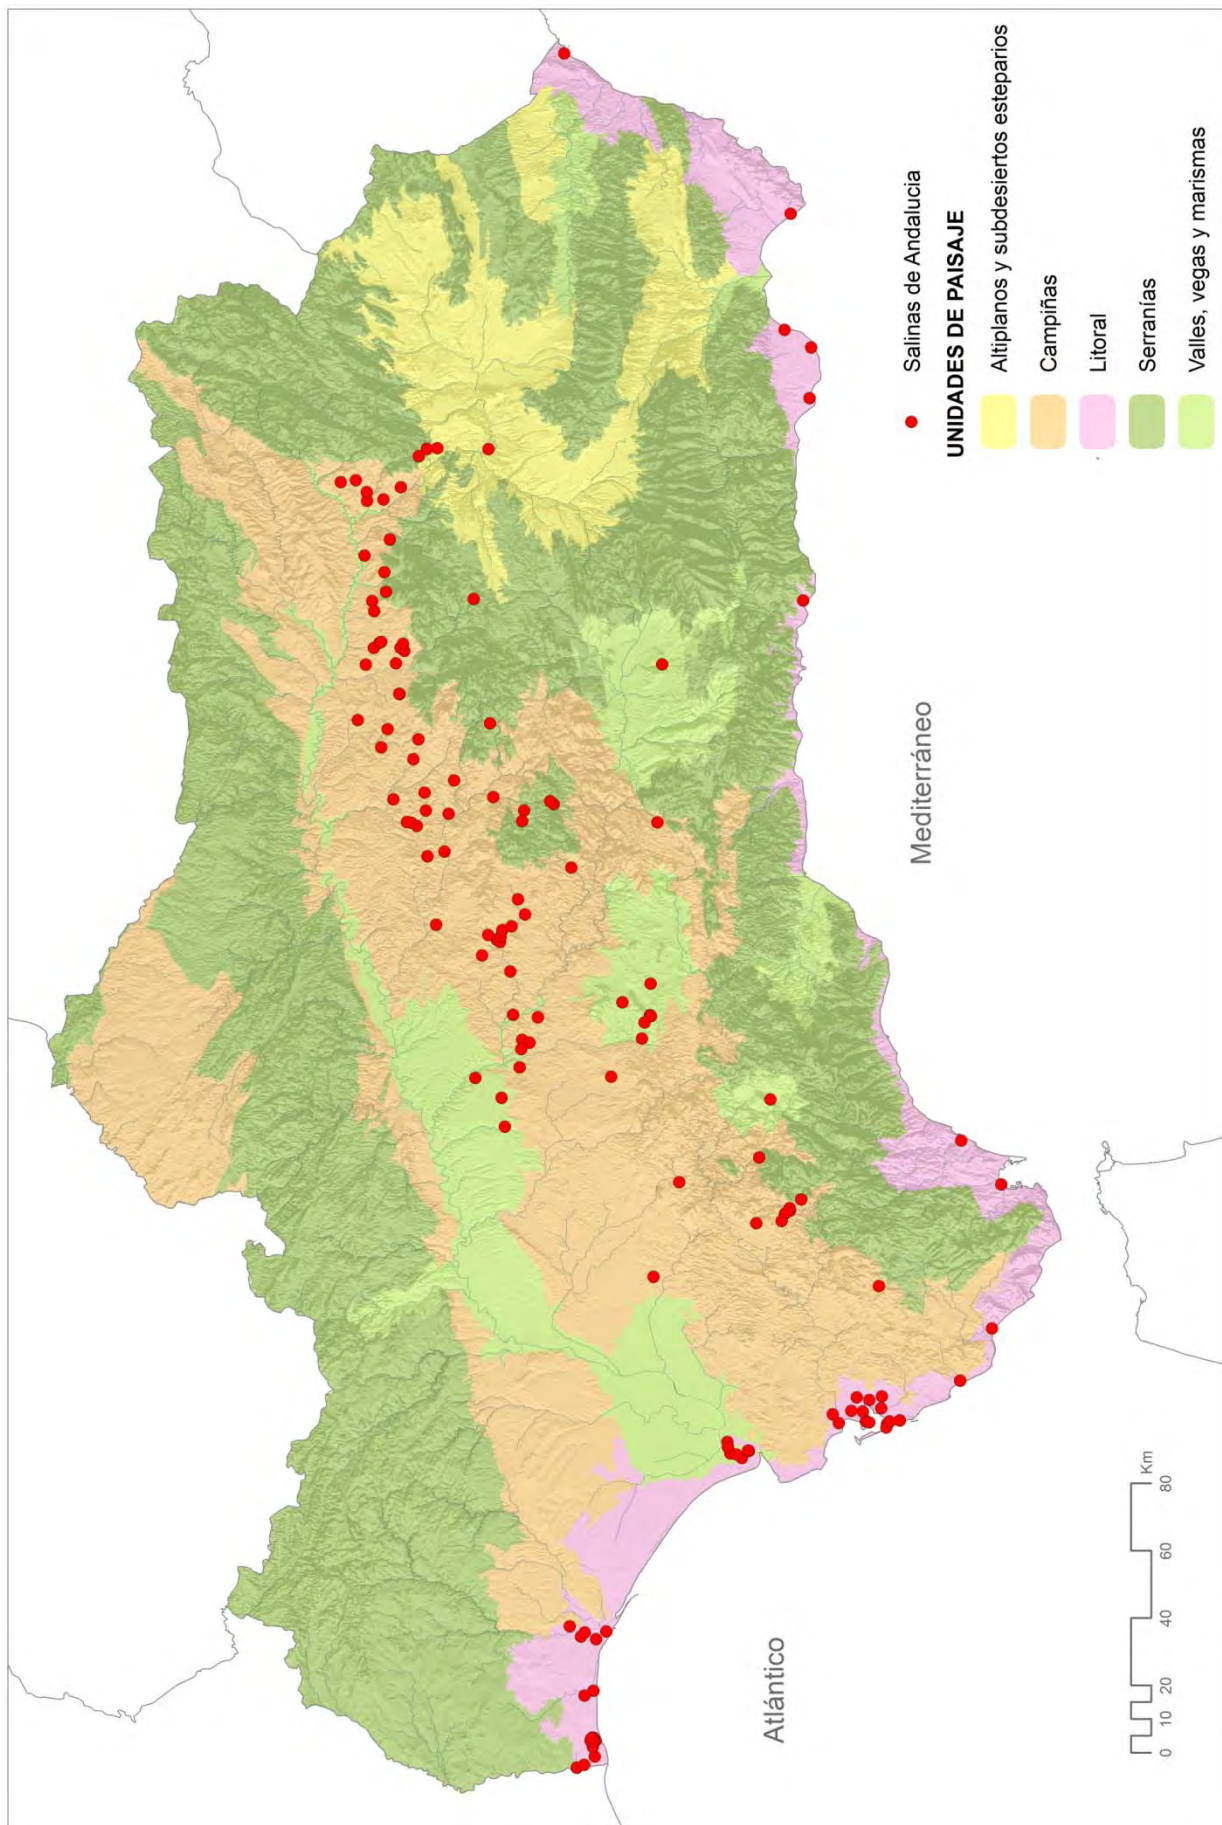 Atlántico
Mediterráneo
Salinas de Andalucia
UNIDADES DE PAISAJE
Altiplanos y subdesiertos esteparios
Campiñas
Litoral
Serranías
Valles, vegas y marismas
0 10 20 40 60 80
Km